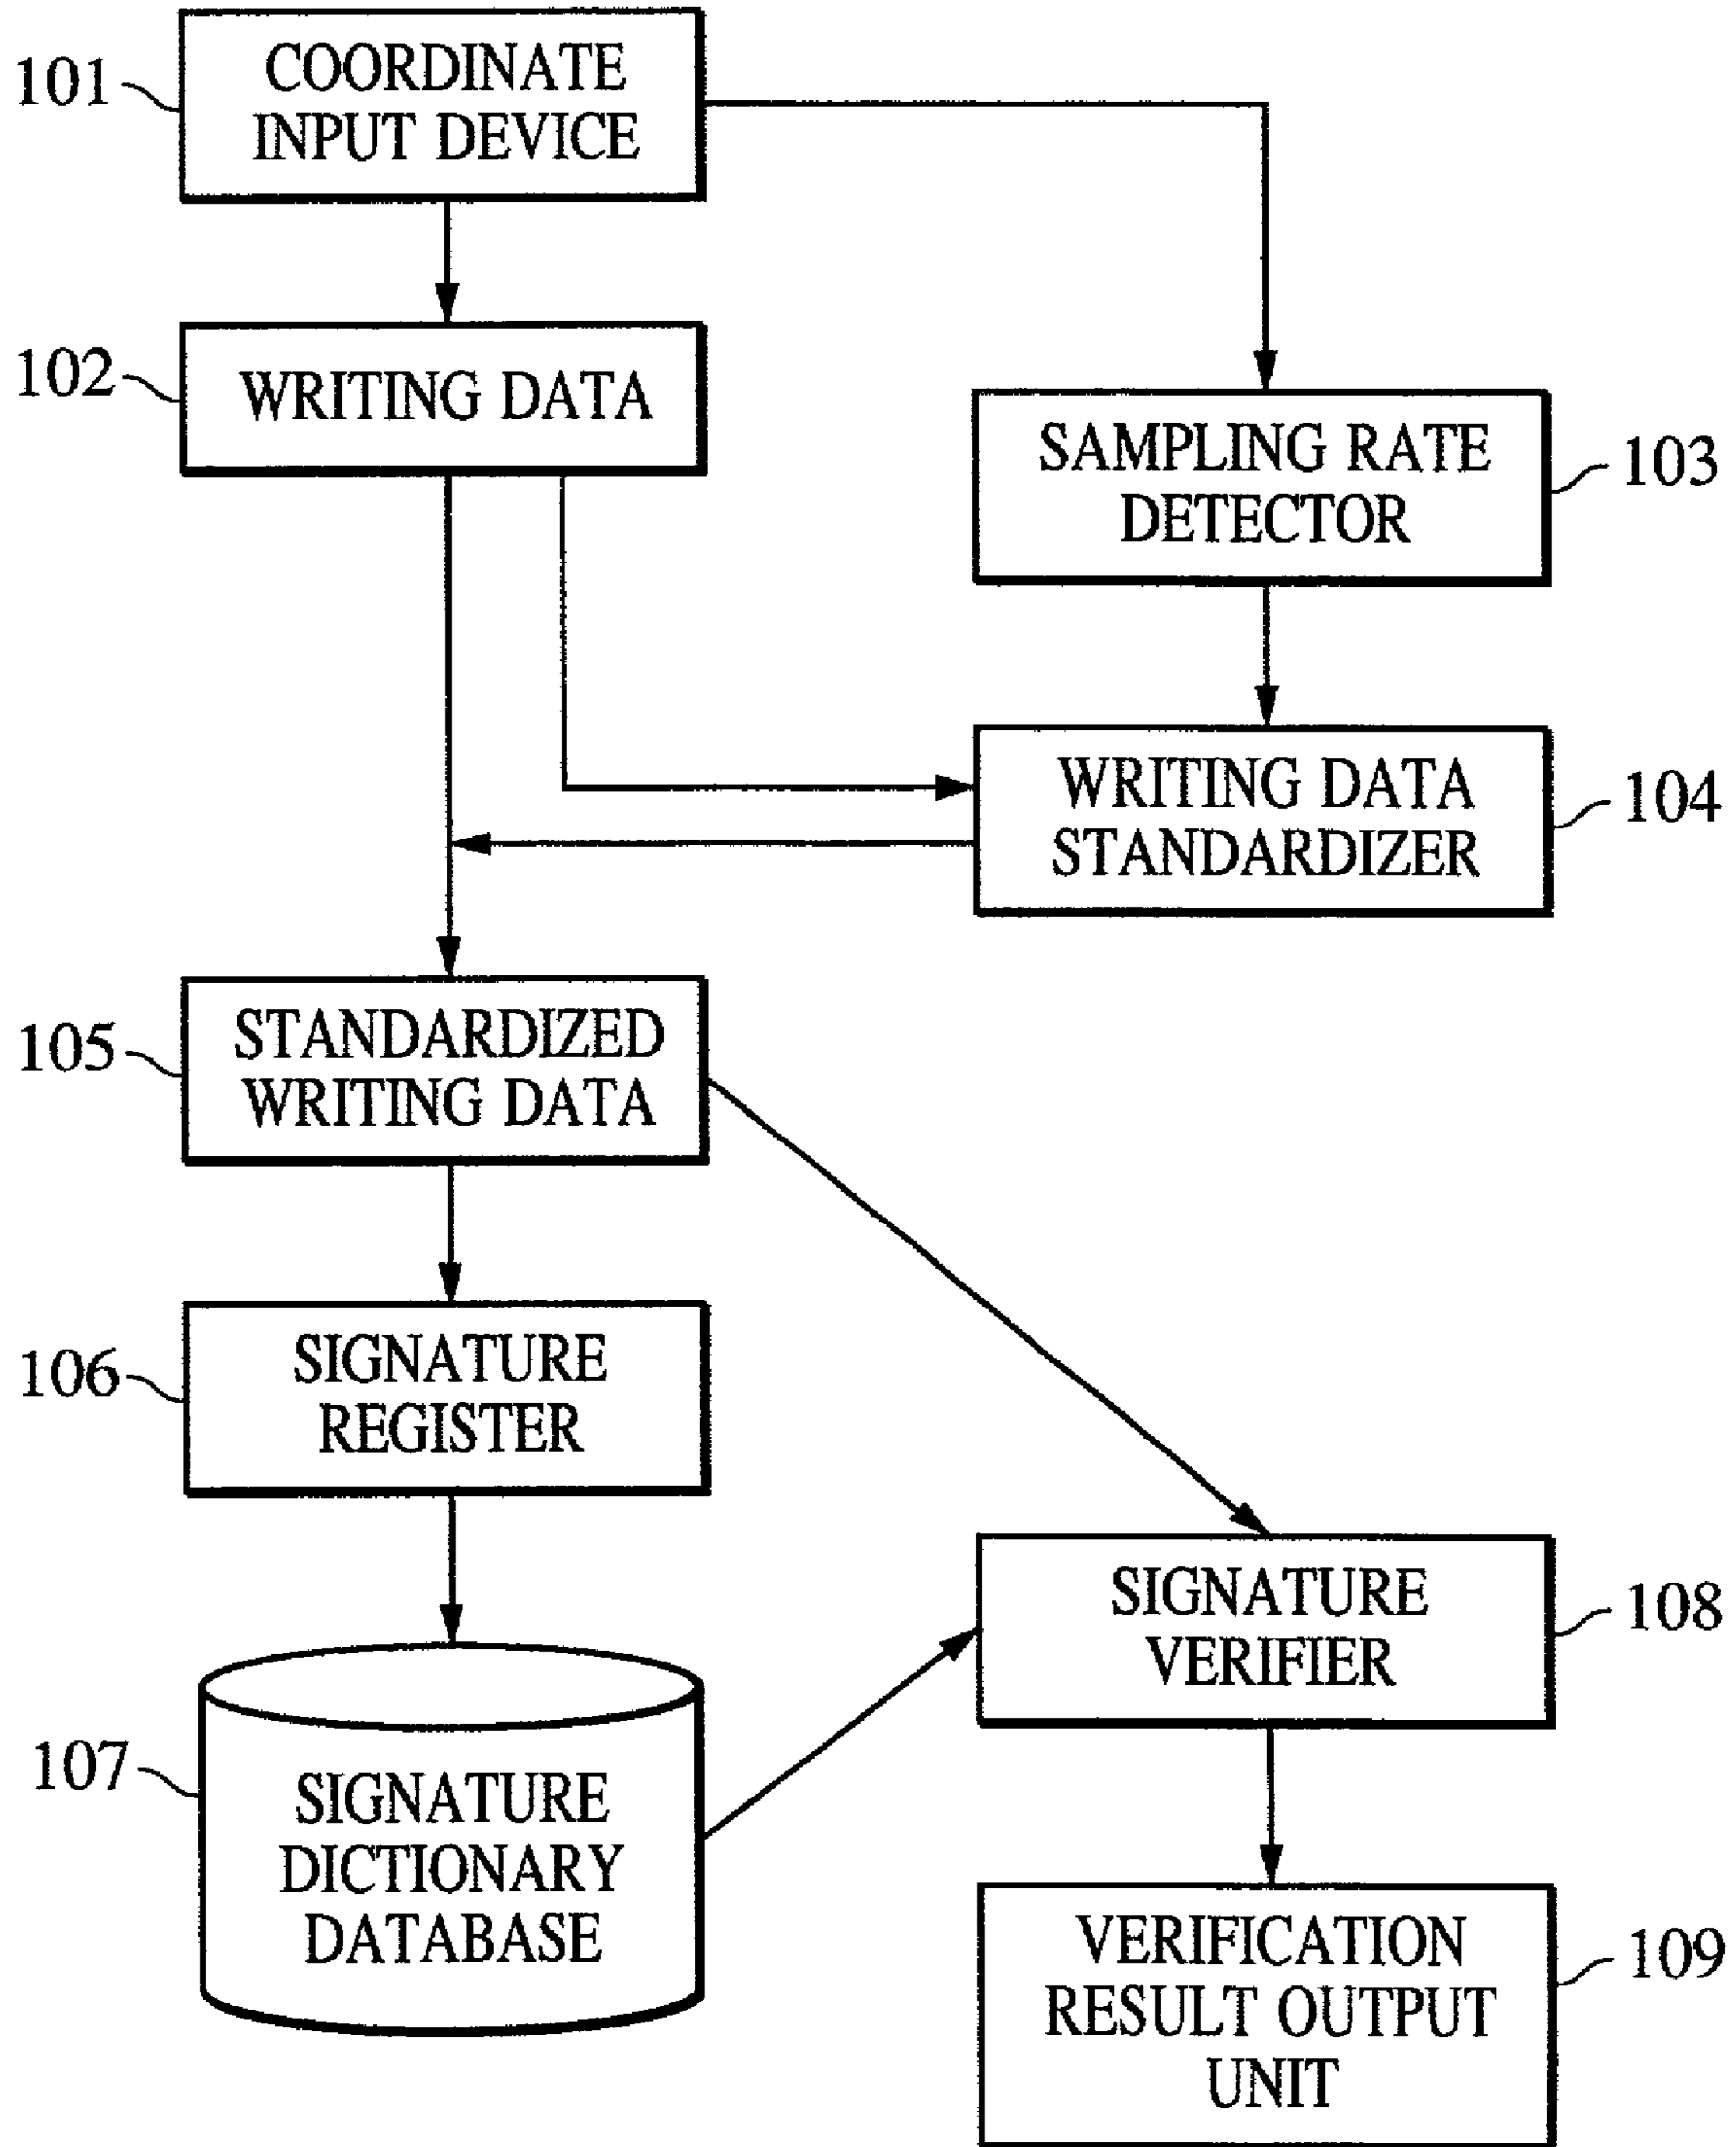 101
COORDINATE
INPUT DEVICE
102
WRITING DATA
SAMPLING RATE
DETECTOR
103
WRITING DATA
STANDARDIZER
104
105
STANDARDIZED
WRITING DATA
106
SIGNATURE
REGISTER
SIGNATURE
VERIFIER
108
107
SIGNATURE
DICTIONARY
DATABASE
VERIFICATION
RESULT OUTPUT
UNIT
109